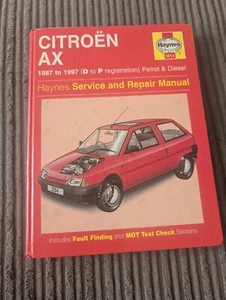 CITROËN
AX
Haynes
1987 to 1997 (D to P registration) Petrol & Diesel
Haynes Service and Repair Manual
Includes Fault Finding and MOT Test Check Sections